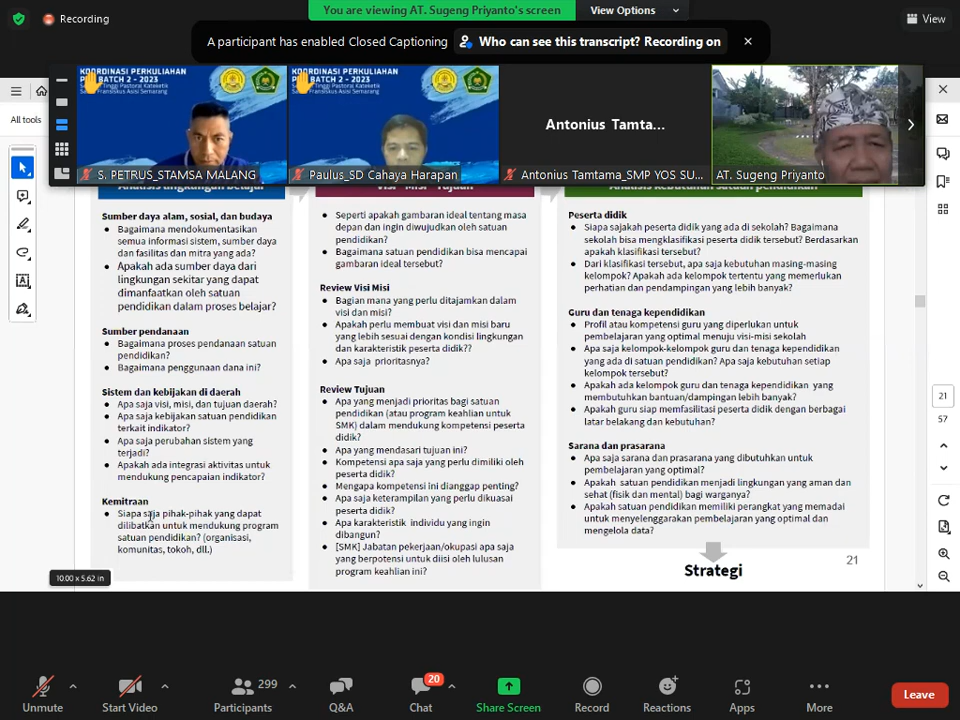 Recording
You are viewing AT. Sugeng Priyanto's screen
View Options
View
A participant has enabled Closed Captioning
Who can see this transcript? Recording on
KOORDINASI PERKULIAHAN
BATCH 2 - 2023
KOORDINASI PERKULIAHAN
BATCH 2 - 2023
Antonius Tamta...
S. PETRUS_STAMSA MALANG
Paulus_SD Cahaya Harapan
Antonius Tamtama_SMP YOS SU...
AT. Sugeng Priyanto
All tools
Analisis lingkungan belajar
Visi - Misi - Tujuan
Analisis kebutuhan satuan pendidikan
Sumber daya alam, sosial, dan budaya
● Bagaimana mendokumentasikan
semua informasi sistem, sumber daya
dan fasilitas dan mitra yang ada?
● Apakah ada sumber daya dari
lingkungan sekitar yang dapat
dimanfaatkan oleh satuan
pendidikan dalam proses belajar?
Sumber pendanaan
● Bagaimana proses pendanaan satuan
pendidikan?
● Bagaimana penggunaan dana ini?
Sistem dan kebijakan di daerah
● Apa saja visi, misi, dan tujuan daerah?
● Apa saja kebijakan satuan pendidikan
terkait indikator?
● Apa saja perubahan sistem yang
terjadi?
● Apakah ada integrasi aktivitas untuk
mendukung pencapaian indikator?
Kemitraan
● Siapa saja pihak-pihak yang dapat
dilibatkan untuk mendukung program
satuan pendidikan? (organisasi,
komunitas, tokoh, dll.)
● Seperti apakah gambaran ideal tentang masa
depan dan ingin diwujudkan oleh satuan
pendidikan?
● Bagaimana satuan pendidikan bisa mencapai
gambaran ideal tersebut?
Review Visi Misi
● Bagian mana yang perlu ditajamkan dalam
visi dan misi?
● Apakah perlu membuat visi dan misi baru
yang lebih sesuai dengan kondisi lingkungan
dan karakteristik peserta didik??
● Apa saja prioritasnya?
Review Tujuan
● Apa yang menjadi prioritas bagi satuan
pendidikan (atau program keahlian untuk
SMK) dalam mendukung kompetensi peserta
didik?
● Apa yang mendasari tujuan ini?
● Kompetensi apa saja yang perlu dimiliki oleh
peserta didik?
● Mengapa kompetensi ini dianggap penting?
● Apa saja keterampilan yang perlu dikuasai
peserta didik?
● Apa karakteristik individu yang ingin
dibangun?
● [SMK] Jabatan pekerjaan/okupasi apa saja
yang berpotensi untuk diisi oleh lulusan
program keahlian ini?
Peserta didik
● Siapa sajakah peserta didik yang ada di sekolah? Bagaimana
sekolah bisa mengklasifikasi peserta didik tersebut? Berdasarkan
apakah klasifikasi tersebut?
● Dari klasifikasi tersebut, apa saja kebutuhan masing-masing
kelompok? Apakah ada kelompok tertentu yang memerlukan
perhatian dan pendampingan yang lebih banyak?
Guru dan tenaga kependidikan
● Profil atau kompetensi guru yang diperlukan untuk
pembelajaran yang optimal menuju visi-misi sekolah
● Apa saja kelompok-kelompok guru dan tenaga kependidikan
yang ada di satuan pendidikan? Apa saja kebutuhan setiap
kelompok tersebut?
● Apakah ada kelompok guru dan tenaga kependidikan yang
membutuhkan bantuan/dampingan lebih banyak?
● Apakah guru siap memfasilitasi peserta didik dengan berbagai
latar belakang dan kebutuhan?
Sarana dan prasarana
● Apa saja sarana dan prasarana yang dibutuhkan untuk
pembelajaran yang optimal?
● Apakah satuan pendidikan menjadi lingkungan yang aman dan
sehat (fisik dan mental) bagi warganya?
● Apakah satuan pendidikan memiliki perangkat yang memadai
untuk menyelenggarakan pembelajaran yang optimal dan
mengelola data?
Strategi
21
10.00 x 5.62 in
21
57
Unmute
Start Video
299
Participants
Q&A
20
Chat
Share Screen
Record
Reactions
Apps
More
Leave